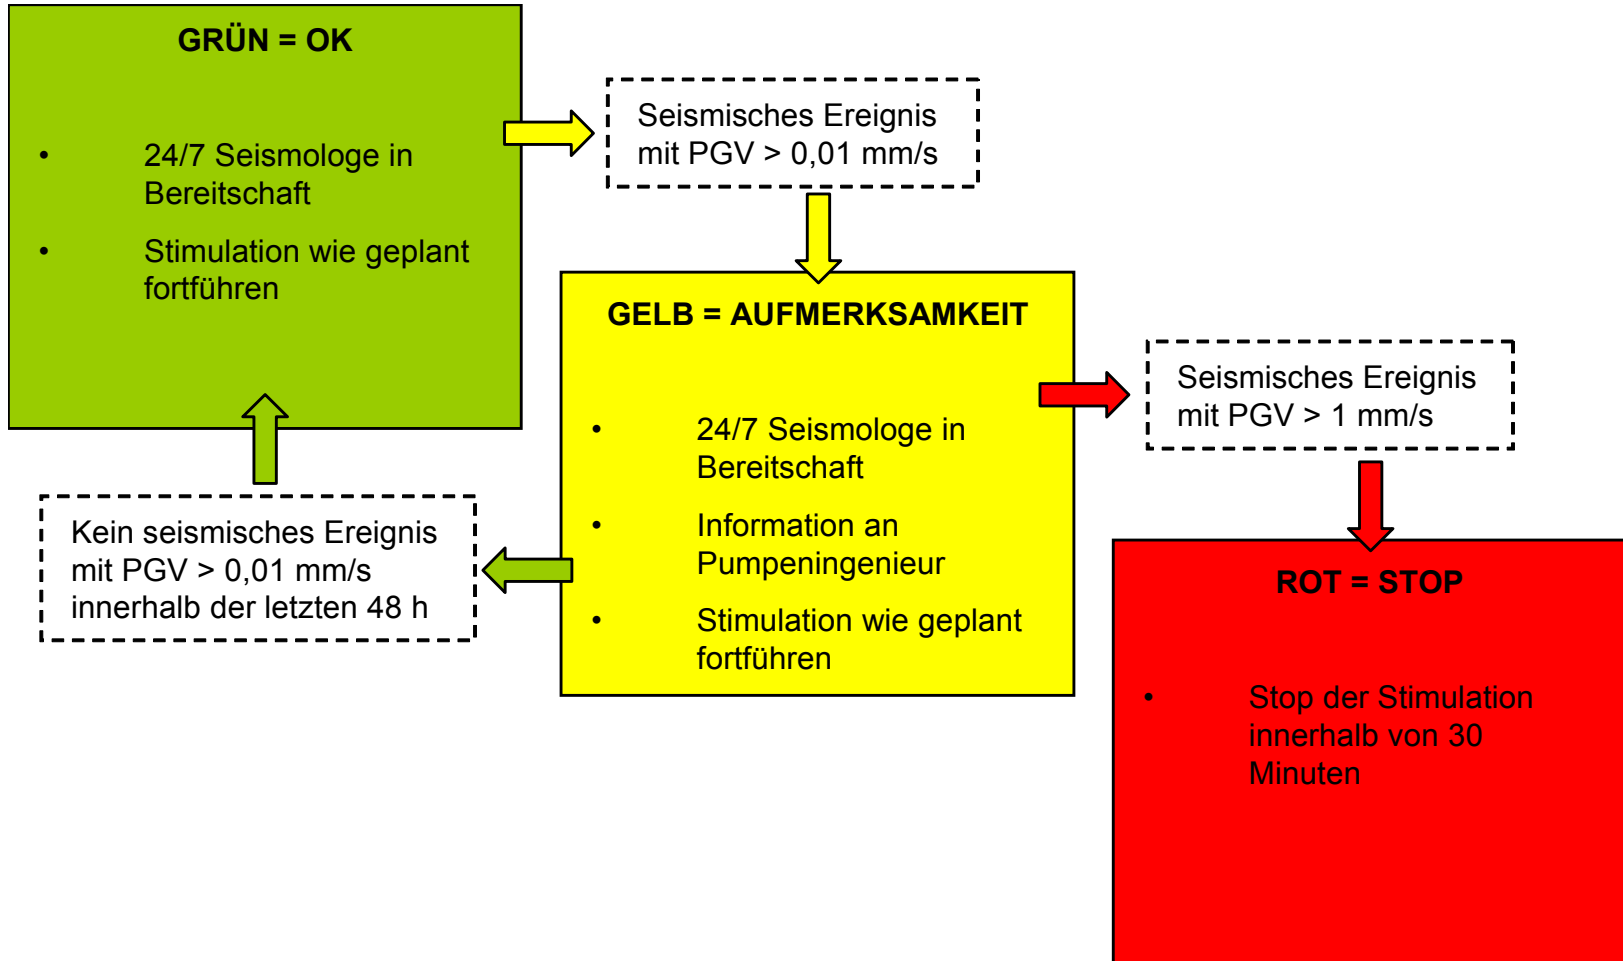 GRÜN = OK
• 24/7 Seismologe in
Bereitschaft
• Stimulation wie geplant
fortführen
Seismisches Ereignis
mit PGV > 0,01 mm/s
GELB = AUFMERKSAMKEIT
• 24/7 Seismologe in
Bereitschaft
• Information an
Pumpeningenieur
• Stimulation wie geplant
fortführen
Kein seismisches Ereignis
mit PGV > 0,01 mm/s
innerhalb der letzten 48 h
Seismisches Ereignis
mit PGV > 1 mm/s
ROT = STOP
• Stop der Stimulation
innerhalb von 30
Minuten